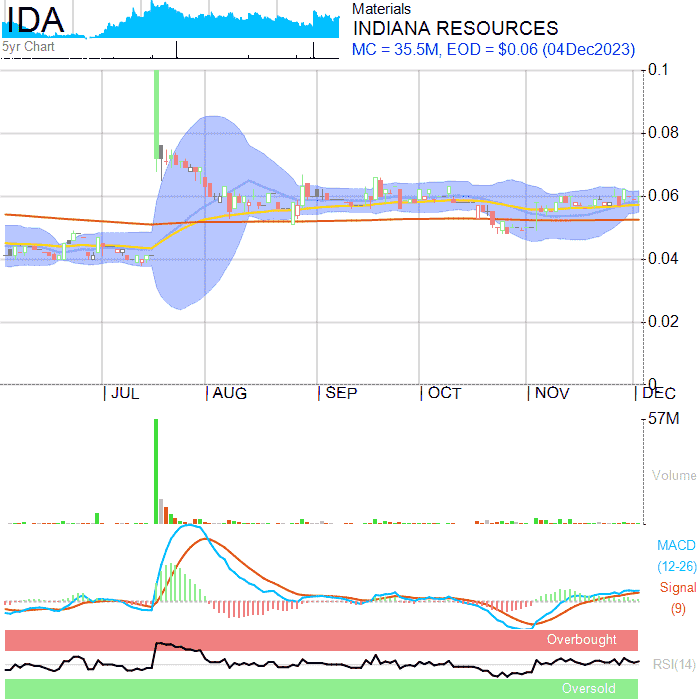 IDA
5yr Chart
Materials
INDIANA RESOURCES
MC = 35.5M, EOD = $0.06 (04Dec2023)
0.1
0.08
0.06
0.04
0.02
0
JUL AUG SEP OCT NOV DEC
57M
Volume
MACD
(12-26)
Signal
(9)
Overbought
RSI(14)
Oversold